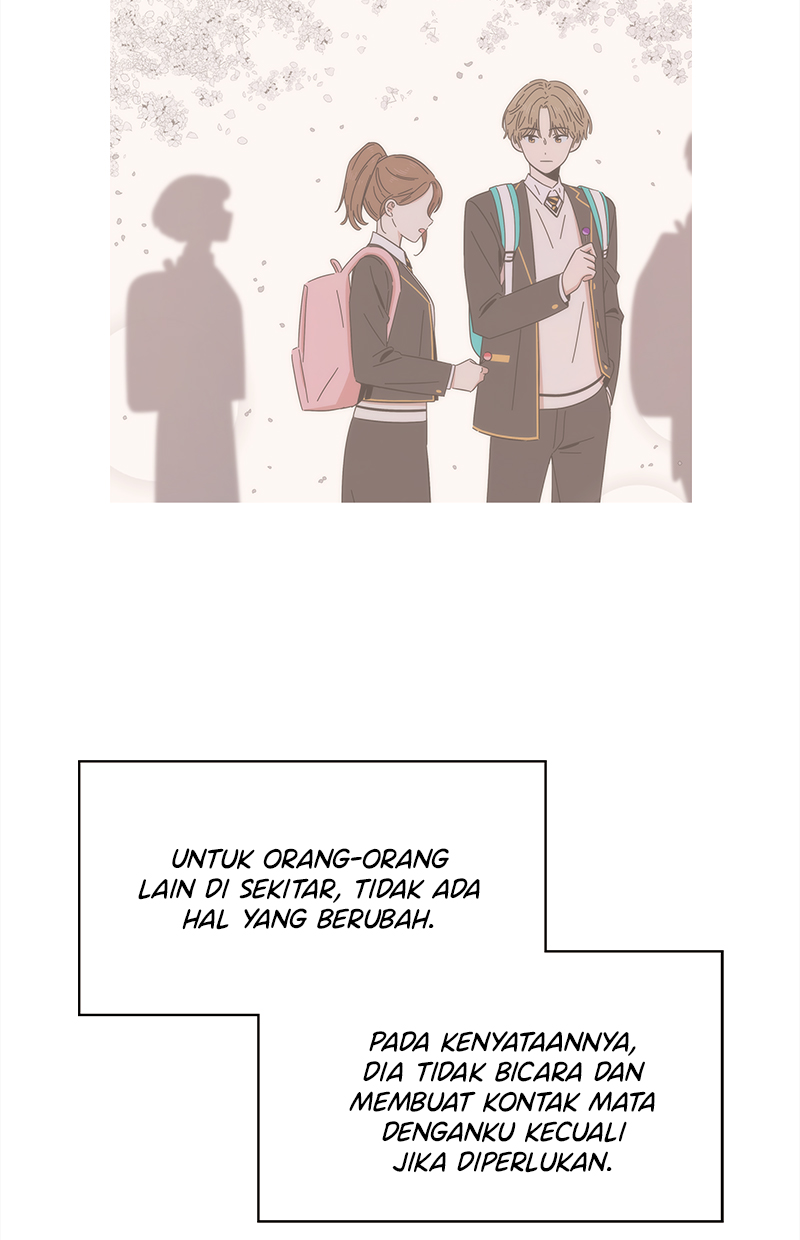 UNTUK ORANG-ORANG
LAIN DI SEKITAR, TIDAK ADA
HAL YANG BERUBAH.
PADA KENYATAANNYA,
DIA TIDAK BICARA DAN
MEMBUAT KONTAK MATA
DENGANKU KECUALI
JIKA DIPERLUKAN.